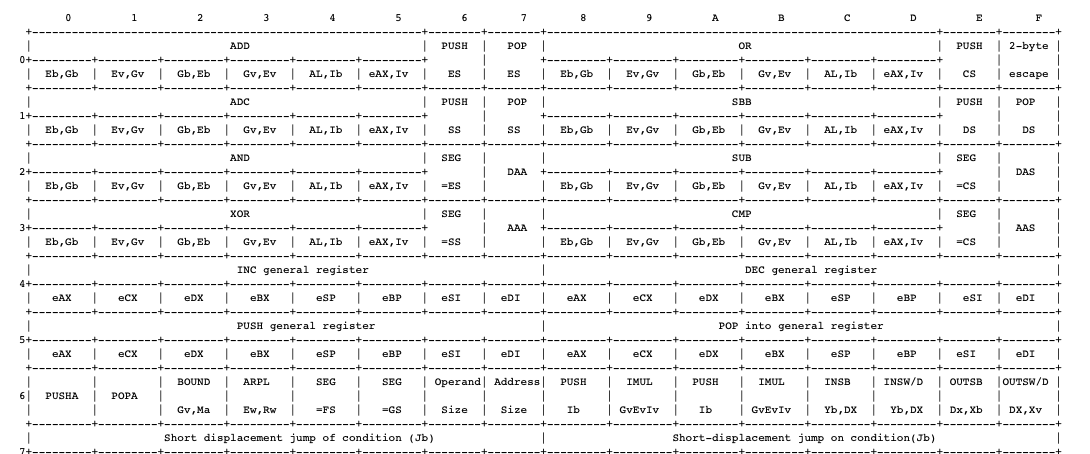 0 1 2 3 4 5 6 7 8 9 A B C D E F
ADD PUSH POP OR PUSH 2-byte
0
Eb,Gb Ev,Gv Gb,Eb Gv,Ev AL,Ib eAX,Iv ES ES Eb,Gb Ev,Gv Gb,Eb Gv,Ev AL,Ib eAX,Iv CS escape
ADC PUSH POP SBB PUSH POP
1
Eb,Gb Ev,Gv Gb,Eb Gv,Ev AL,Ib eAX,Iv SS SS Eb,Gb Ev,Gv Gb,Eb Gv,Ev AL,Ib eAX,Iv DS DS
AND SEG SUB SEG
2 DAA DAS
Eb,Gb Ev,Gv Gb,Eb Gv,Ev AL,Ib eAX,Iv =ES Eb,Gb Ev,Gv Gb,Eb Gv,Ev AL,Ib eAX,Iv =CS
XOR SEG CMP SEG
3 AAA AAS
Eb,Gb Ev,Gv Gb,Eb Gv,Ev AL,Ib eAX,Iv =SS Eb,Gb Ev,Gv Gb,Eb Gv,Ev AL,Ib eAX,Iv =CS
INC general register DEC general register
4
eAX eCX eDX eBX eSP eBP eSI eDI eAX eCX eDX eBX eSP eBP eSI eDI
PUSH general register POP into general register
5
eAX eCX eDX eBX eSP eBP eSI eDI eAX eCX eDX eBX eSP eBP eSI eDI
BOUND ARPL SEG SEG Operand Address PUSH IMUL PUSH IMUL INSB INSW/D OUTSB OUTSW/D
6 PUSHA POPA
Gv,Ma Ew,Rw =FS =GS Size Size Ib GvEvIv Ib GvEvIv Yb,DX Yb,DX Dx,Xb DX,Xv
Short displacement jump of condition (Jb) Short-displacement jump on condition(Jb)
7